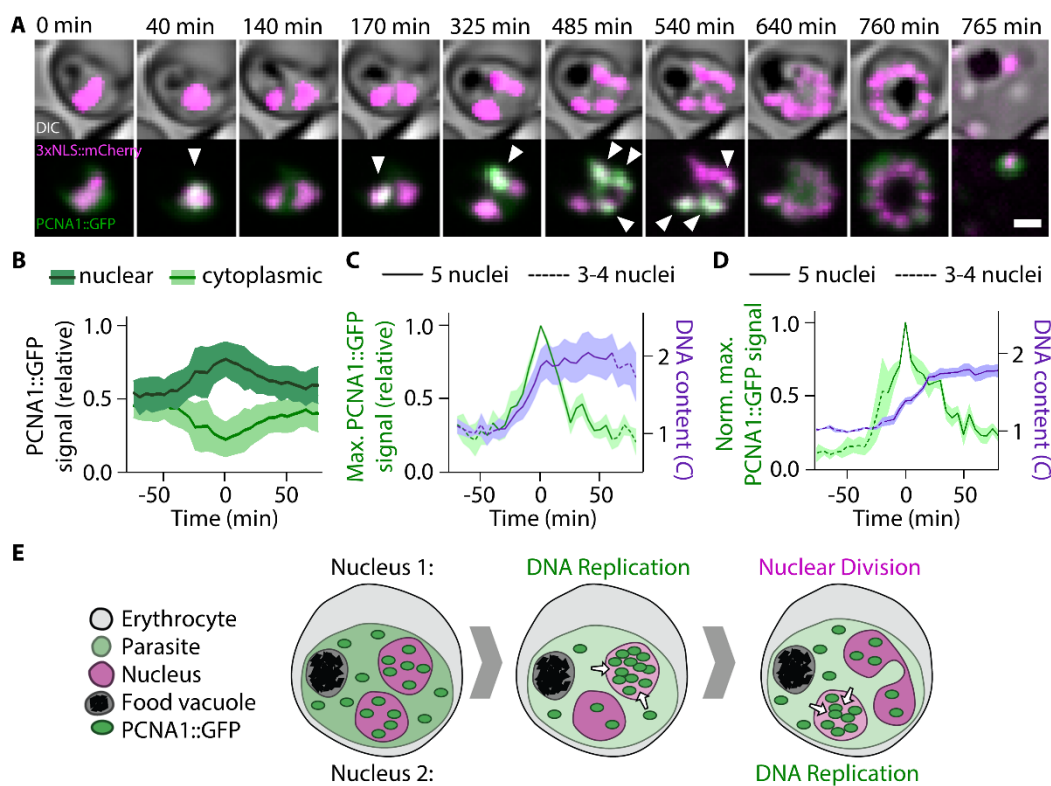 A
0 min 40 min 140 min 170 min 325 min 485 min 540 min 640 min 760 min 765 min
DIC
3xNLS::mCherry
PCNA1::GFP
B
nuclear cytoplasmic
PCNA1::GFP
signal (relative)
1.0
0.5
0.0
-50 0 50
Time (min)
C
5 nuclei 3-4 nuclei
Max. PCNA1::GFP
signal (relative)
1.0
0.5
0.0
-50 0 50
Time (min)
2
1
DNA content (C)
D
5 nuclei 3-4 nuclei
Norm. max.
PCNA1::GFP signal
1.0
0.5
0.0
-50 0 50
Time (min)
2
1
DNA content (C)
E
Nucleus 1: DNA Replication Nuclear Division
Erythrocyte
Parasite
Nucleus
Food vacuole
PCNA1::GFP
Nucleus 2: DNA Replication